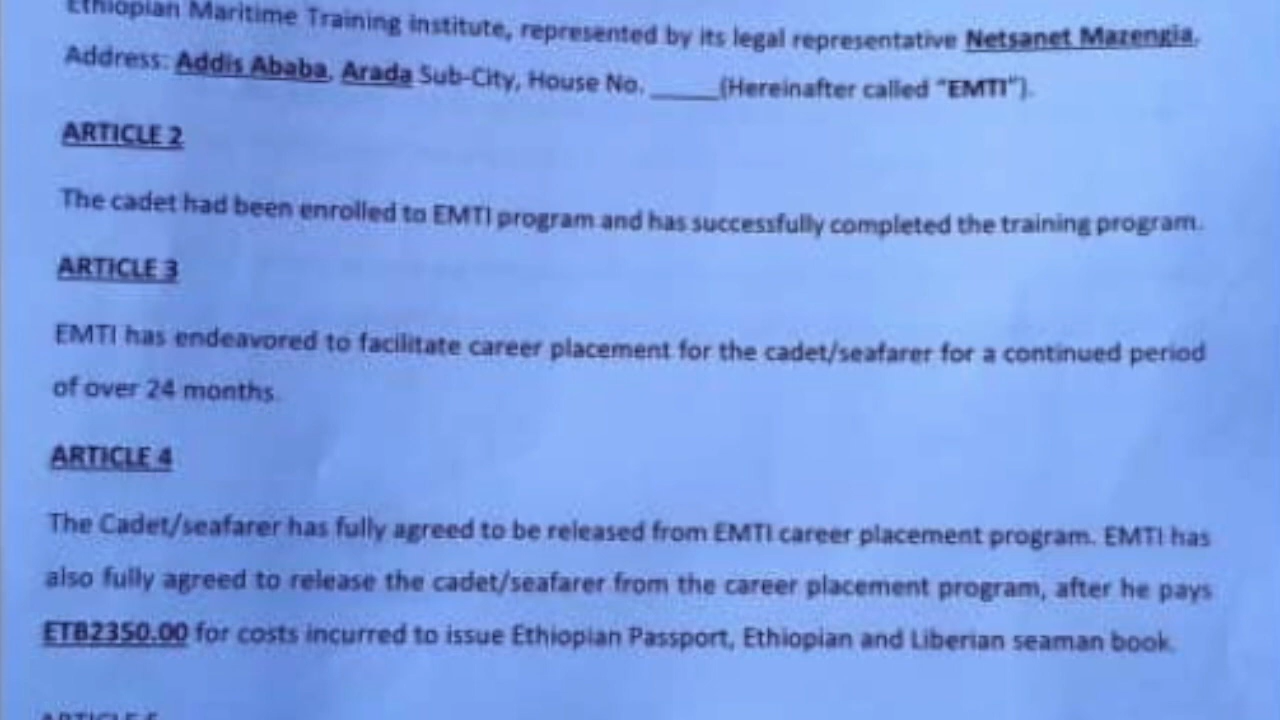 Ethiopian Maritime Training institute, represented by its legal representative Netsanet Mazengia.
Address: Addis Ababa, Arada Sub-City, House No. _____(Hereinafter called "EMTI").
ARTICLE 2
The cadet had been enrolled to EMTI program and has successfully completed the training program.
ARTICLE 3
EMTI has endeavored to facilitate career placement for the cadet/seafarer for a continued period
of over 24 months.
ARTICLE 4
The Cadet/seafarer has fully agreed to be released from EMTI career placement program. EMTI has
also fully agreed to release the cadet/seafarer from the career placement program, after he pays
ETB2350.00 for costs incurred to issue Ethiopian Passport, Ethiopian and Liberian seaman book.
ARTICLE 5